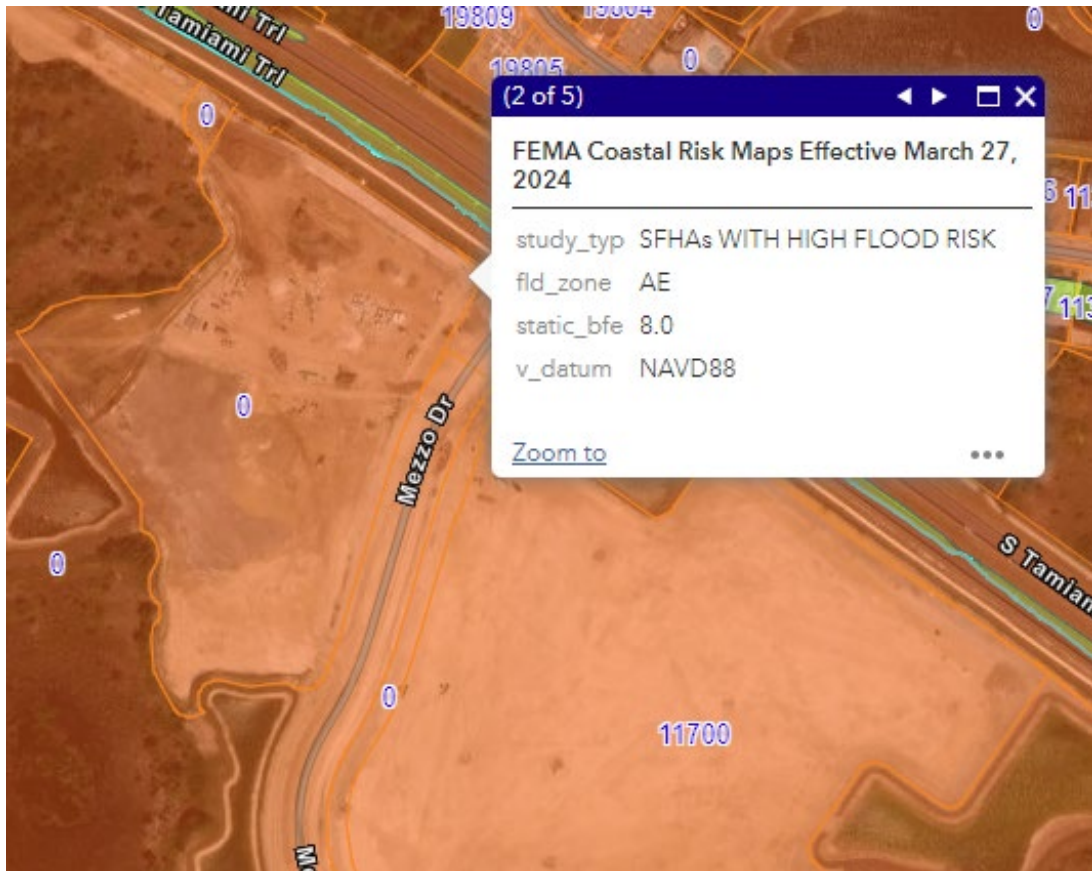 Tamiami Trl
19809
0
Tamiami Trl
19805
0
0
(2 of 5)
FEMA Coastal Risk Maps Effective March 27,
2024
study_typ SFHAs WITH HIGH FLOOD RISK
fld_zone AE
static_bfe 8.0
v_datum NAVD88
Zoom to
0
Mezzo Dr
0
S Tamiam
0
11700